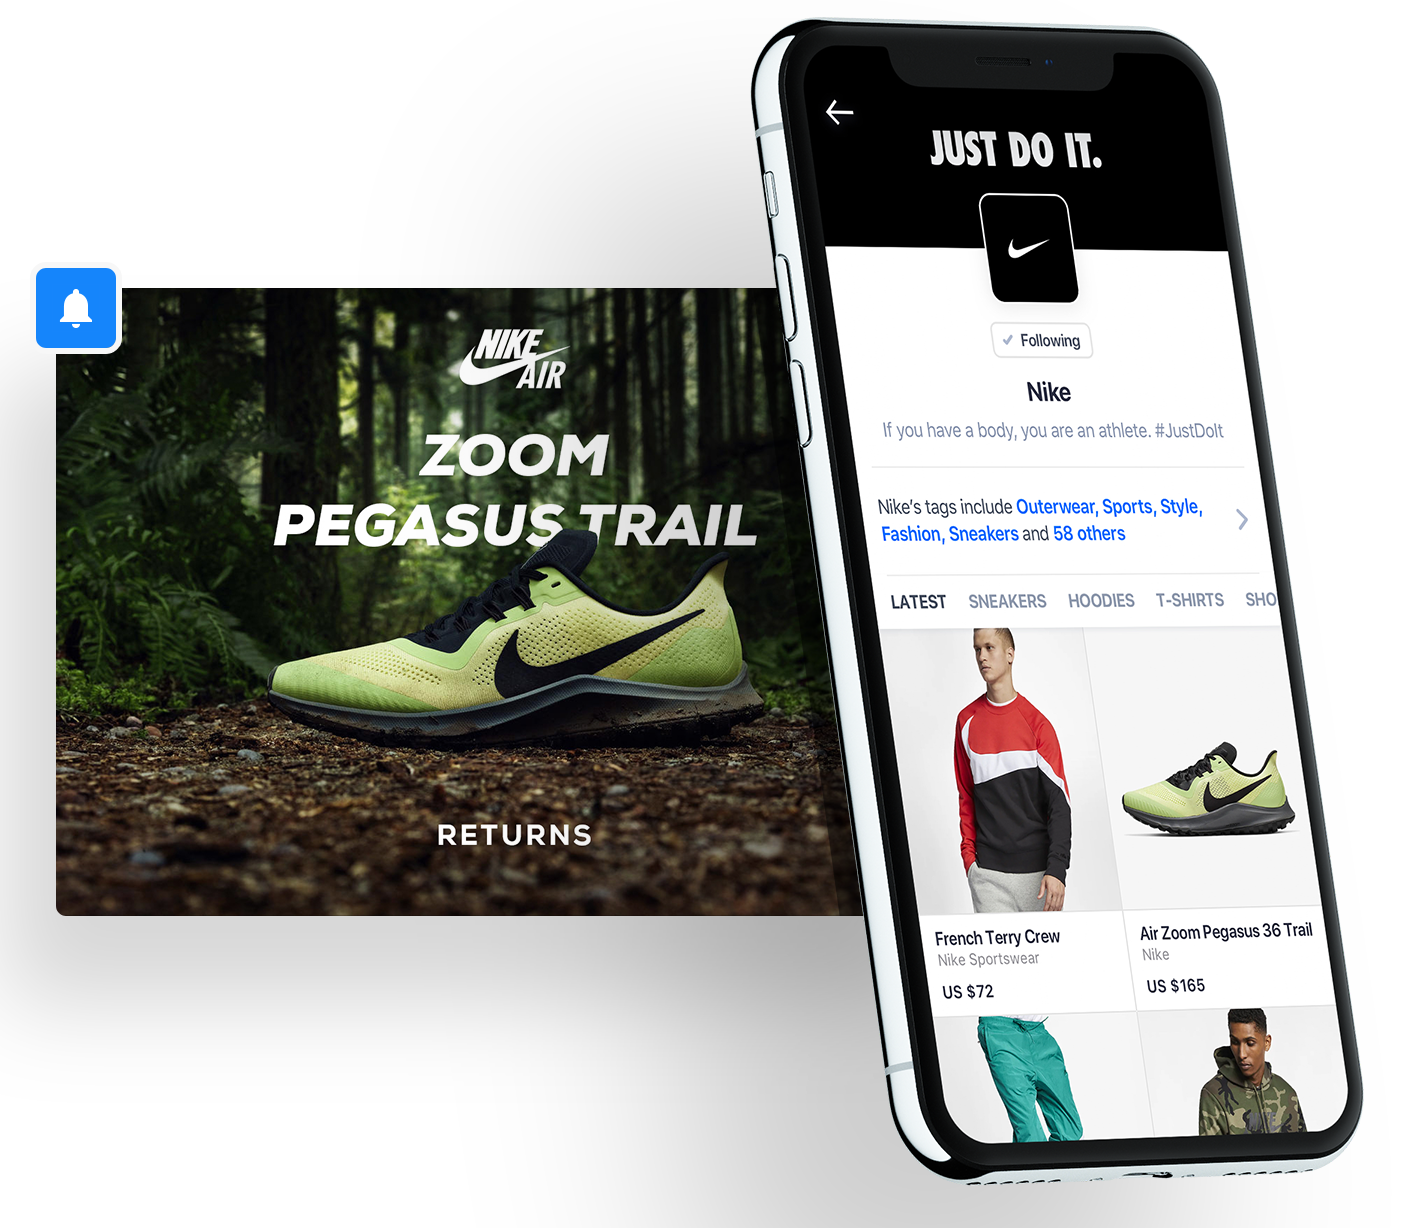 NIKE
AIR
ZOOM
PEGASUS TRAIL
RETURNS
JUST DO IT.
Following
Nike
If you have a body, you are an athlete. #JustDoIt
Nike's tags include Outerwear, Sports, Style,
Fashion, Sneakers and 58 others
LATEST SNEAKERS HOODIES T-SHIRTS SHO
French Terry Crew
Nike Sportswear
US $72
Air Zoom Pegasus 36 Trail
Nike
US $165